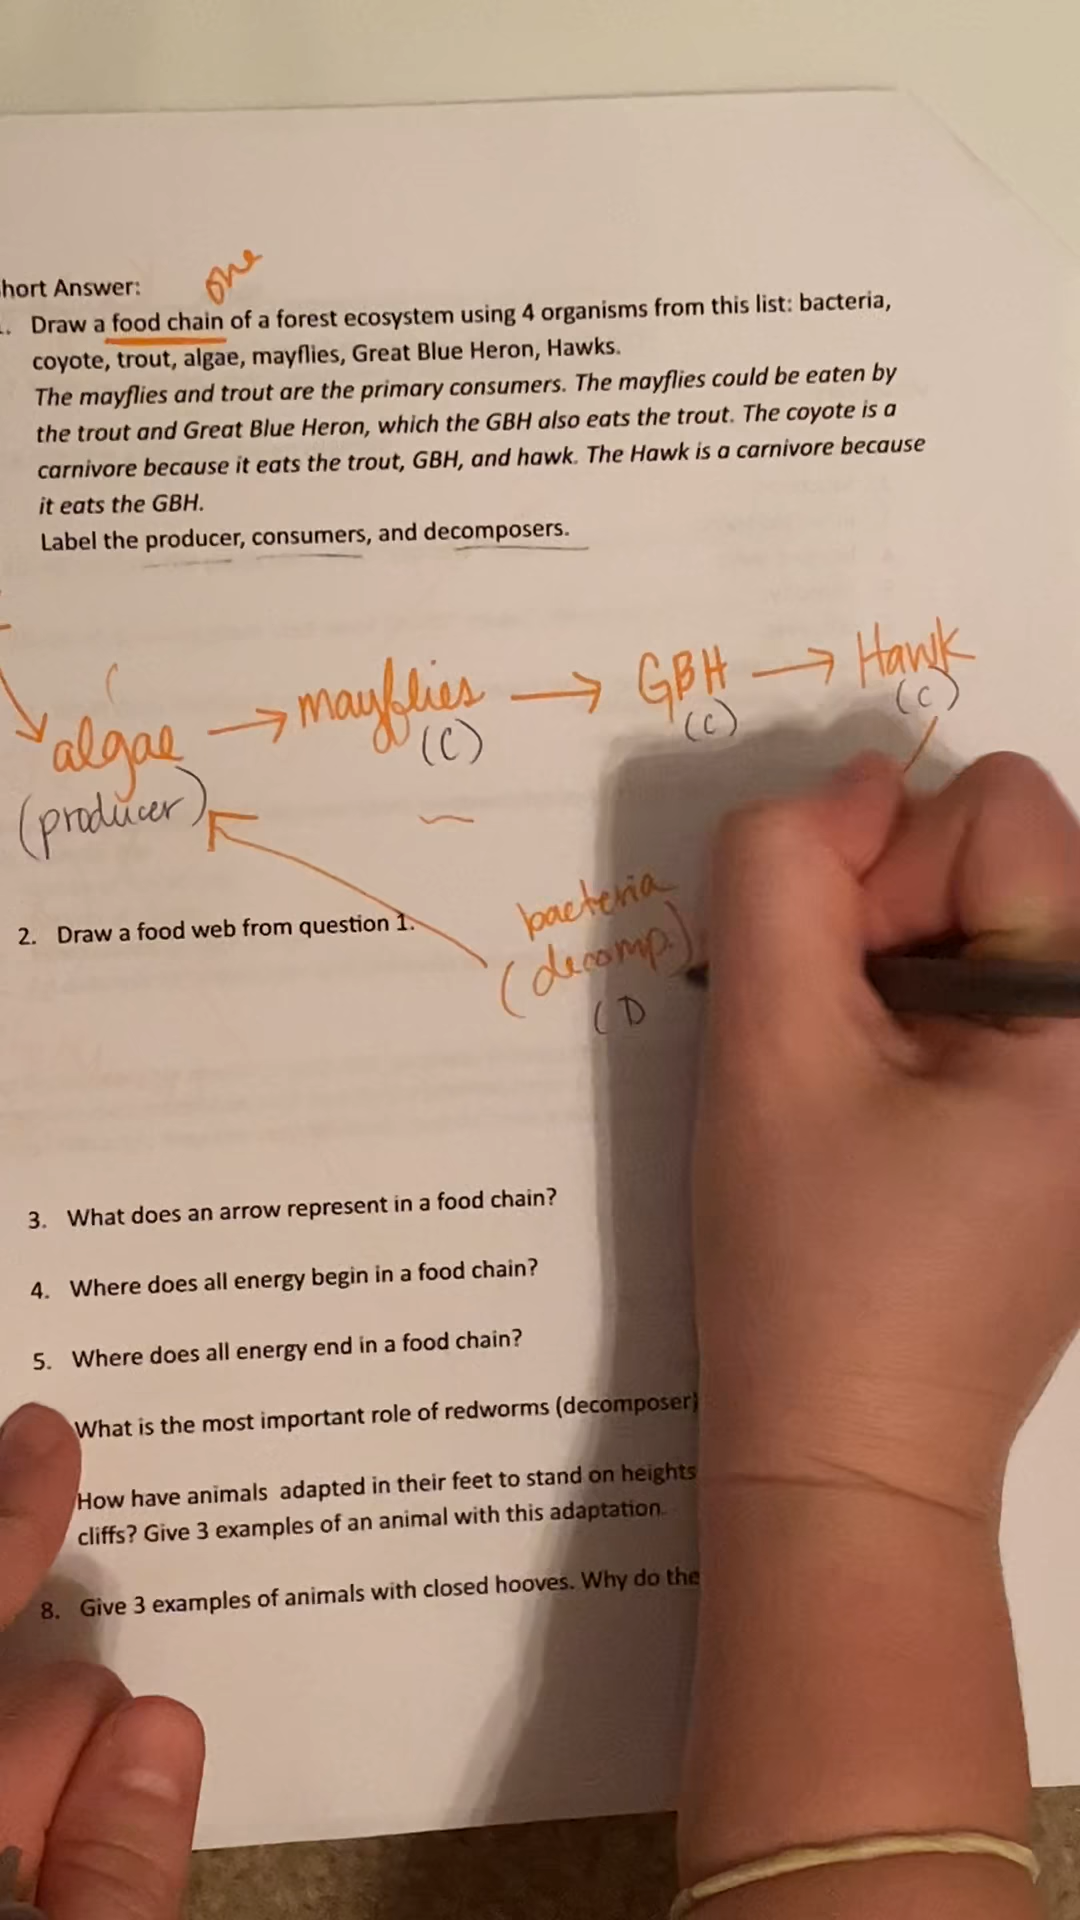 one
hort Answer:
. Draw a food chain of a forest ecosystem using 4 organisms from this list: bacteria,
coyote, trout, algae, mayflies, Great Blue Heron, Hawks.
The mayflies and trout are the primary consumers. The mayflies could be eaten by
the trout and Great Blue Heron, which the GBH also eats the trout. The coyote is a
carnivore because it eats the trout, GBH, and hawk. The Hawk is a carnivore because
it eats the GBH.
Label the producer, consumers, and decomposers.
algae → mayflies → GBH → Hawk
(producer) (C) (C) (C)
bacteria
(decomp.)
(D
2. Draw a food web from question 1.
3. What does an arrow represent in a food chain?
4. Where does all energy begin in a food chain?
5. Where does all energy end in a food chain?
What is the most important role of redworms (decomposer)
How have animals adapted in their feet to stand on heights
cliffs? Give 3 examples of an animal with this adaptation.
8. Give 3 examples of animals with closed hooves. Why do the